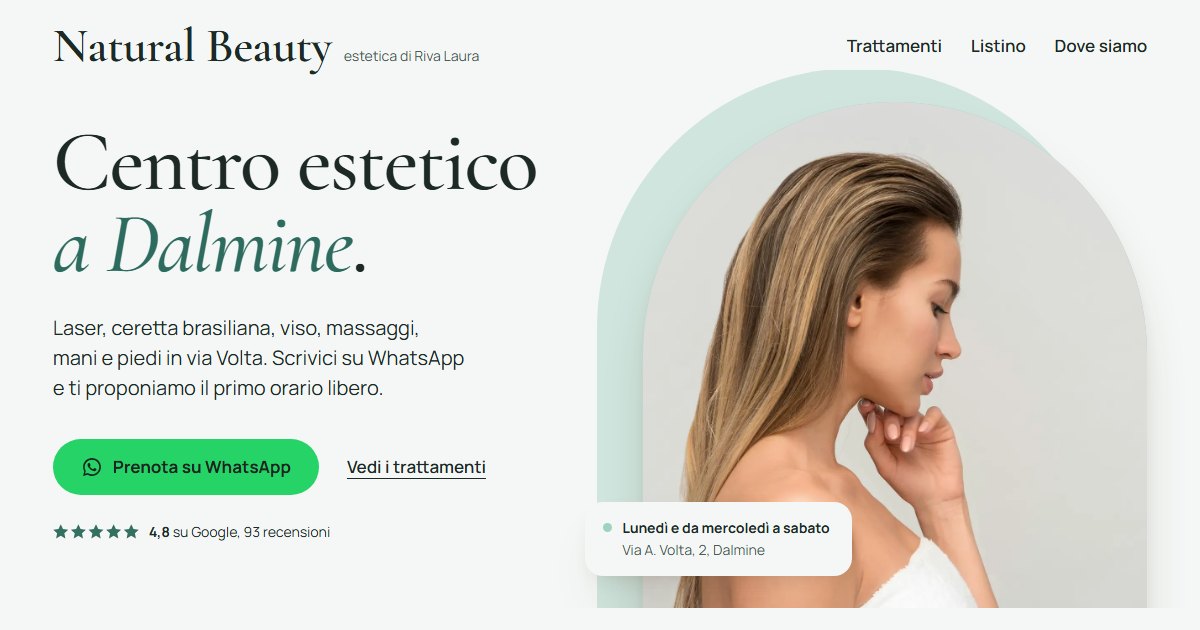 Natural Beauty estetica di Riva Laura
Trattamenti Listino Dove siamo
Centro estetico
a Dalmine.
Laser, ceretta brasiliana, viso, massaggi,
mani e piedi in via Volta. Scrivici su WhatsApp
e ti proponiamo il primo orario libero.
Prenota su WhatsApp Vedi i trattamenti
4,8 su Google, 93 recensioni
Lunedì e da mercoledì a sabato
Via A. Volta, 2, Dalmine